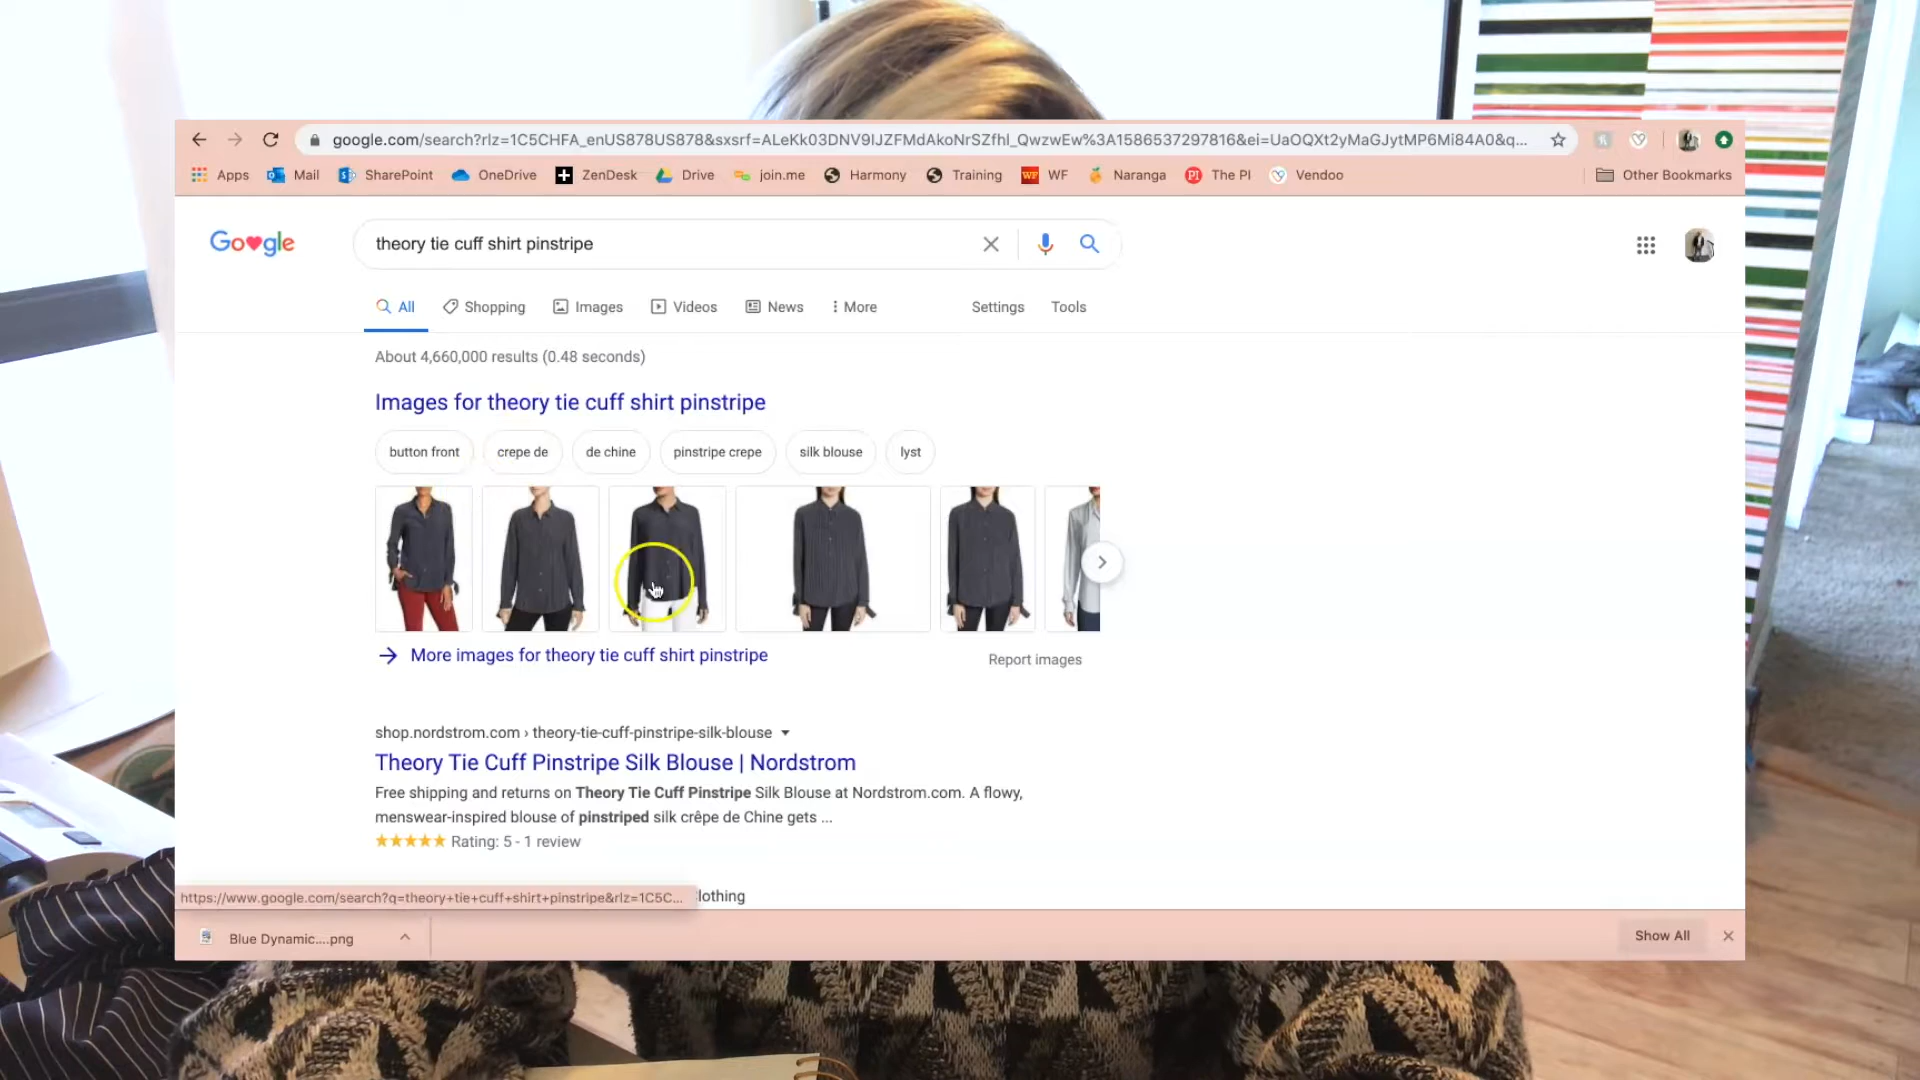 google.com/search?rlz=1C5CHFA_enUS878US878&sxsrf=ALeKk03DNV9IJZFMdAkoNrSZfhl_QwzwEw%3A1586537297816&ei=UaOQXt2yMaGJytMP6Mi84A0&q...
Apps Mail SharePoint OneDrive ZenDesk Drive join.me Harmony Training WF WF Naranga PI The PI Vendoo Other Bookmarks
Google theory tie cuff shirt pinstripe
All Shopping Images Videos News More Settings Tools
About 4,660,000 results (0.48 seconds)
Images for theory tie cuff shirt pinstripe
button front crepe de de chine pinstripe crepe silk blouse lyst
More images for theory tie cuff shirt pinstripe Report images
shop.nordstrom.com › theory-tie-cuff-pinstripe-silk-blouse
Theory Tie Cuff Pinstripe Silk Blouse | Nordstrom
Free shipping and returns on Theory Tie Cuff Pinstripe Silk Blouse at Nordstrom.com. A flowy,
menswear-inspired blouse of pinstriped silk crêpe de Chine gets ...
Rating: 5 - 1 review
https://www.google.com/search?q=theory+tie+cuff+shirt+pinstripe&rlz=1C5C... lothing
Blue Dynamic....png Show All